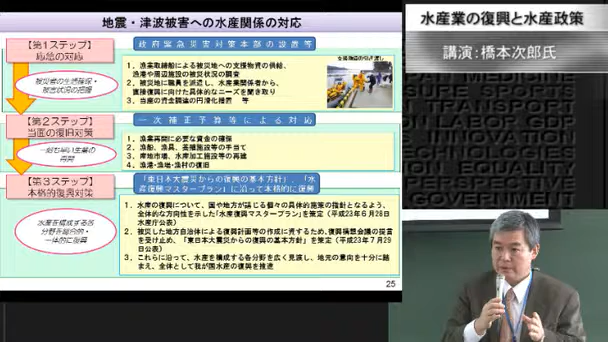 地震・津波被害への水産関係の対応
【第1ステップ】
応急の対応
被災者の生活確保・
被害状況の把握
政府緊急災害対策本部の設置等
1. 漁業取締船による被災地への支援物資の供給、
漁港や周辺施設の被災状況の調査
2. 被災地に職員を派遣し、水産業関係者から、
直接復興に向けた具体的なニーズを聞き取り
3. 当座の資金調達の円滑化措置 等
支援物資の引き渡し
【第2ステップ】
当面の復旧対策
一刻も早い生業の
再開
一次補正予算等による対応
1. 漁業再開に必要な資金の確保
2. 漁船、漁具、養殖施設等の手当て
3. 産地市場、水産加工施設等の再建
4. 漁港・漁場・漁村の復旧
【第3ステップ】
本格的復興対策
水産を構成する各
分野を総合的・
一体的に復興
「東日本大震災からの復興の基本方針」、「水
産復興マスタープラン」に沿って本格的に復興
1. 水産の復興について、国や地方が講じる個々の具体的施策の指針となるよう、
全体的な方向性を示した「水産復興マスタープラン」を策定(平成23年6月28日
水産庁公表)
2. 被災した地方自治体による復興計画等の作成に資するため、復興構想会議の提言
を受け止め、「東日本大震災からの復興の基本方針」を策定(平成23年7月29
日公表)
3. これらに沿って、水産を構成する各分野を広く見渡し、地元の意向を十分に踏
まえ、全体として我が国水産の復興を推進
25
水産業の復興と水産政策
講演:橋本次郎氏
TRANSPORT
GOVERNMENT